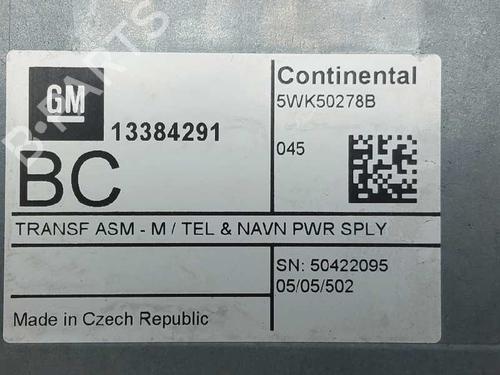 GM
13384291
BC
Continental
5WK50278B
045
TRANSF ASM - M / TEL & NAVN PWR SPLY
SN: 50422095
05/05/502
Made in Czech Republic
B-PARTS